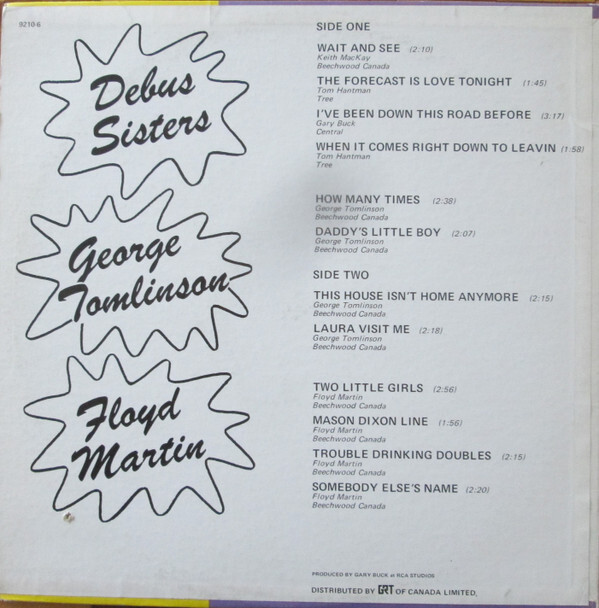 9210-6
Debus
Sisters
George
Tomlinson
Floyd
Martin
SIDE ONE
WAIT AND SEE (2:10)
Keith MacKay
Beechwood Canada
THE FORECAST IS LOVE TONIGHT (1:45)
Tom Hantman
Tree
I'VE BEEN DOWN THIS ROAD BEFORE (3:17)
Gary Buck
Central
WHEN IT COMES RIGHT DOWN TO LEAVIN (1:58)
Tom Hantman
Tree
HOW MANY TIMES (2:38)
George Tomlinson
Beechwood Canada
DADDY'S LITTLE BOY (2:07)
George Tomlinson
Beechwood Canada
SIDE TWO
THIS HOUSE ISN'T HOME ANYMORE (2:15)
George Tomlinson
Beechwood Canada
LAURA VISIT ME (2:18)
George Tomlinson
Beechwood Canada
TWO LITTLE GIRLS (2:56)
Floyd Martin
Beechwood Canada
MASON DIXON LINE (1:56)
Floyd Martin
Beechwood Canada
TROUBLE DRINKING DOUBLES (2:15)
Floyd Martin
Beechwood Canada
SOMEBODY ELSE'S NAME (2:20)
Floyd Martin
Beechwood Canada
PRODUCED BY GARY BUCK at RCA STUDIOS
DISTRIBUTED BY GRT OF CANADA LIMITED,